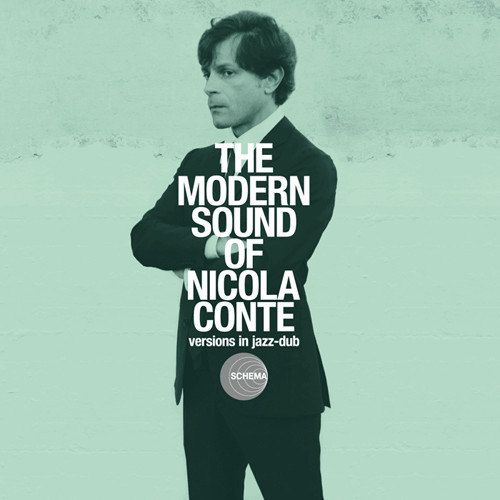 THE
MODERN
SOUND
OF
NICOLA
CONTE
versions in jazz-dub
SCHEMA